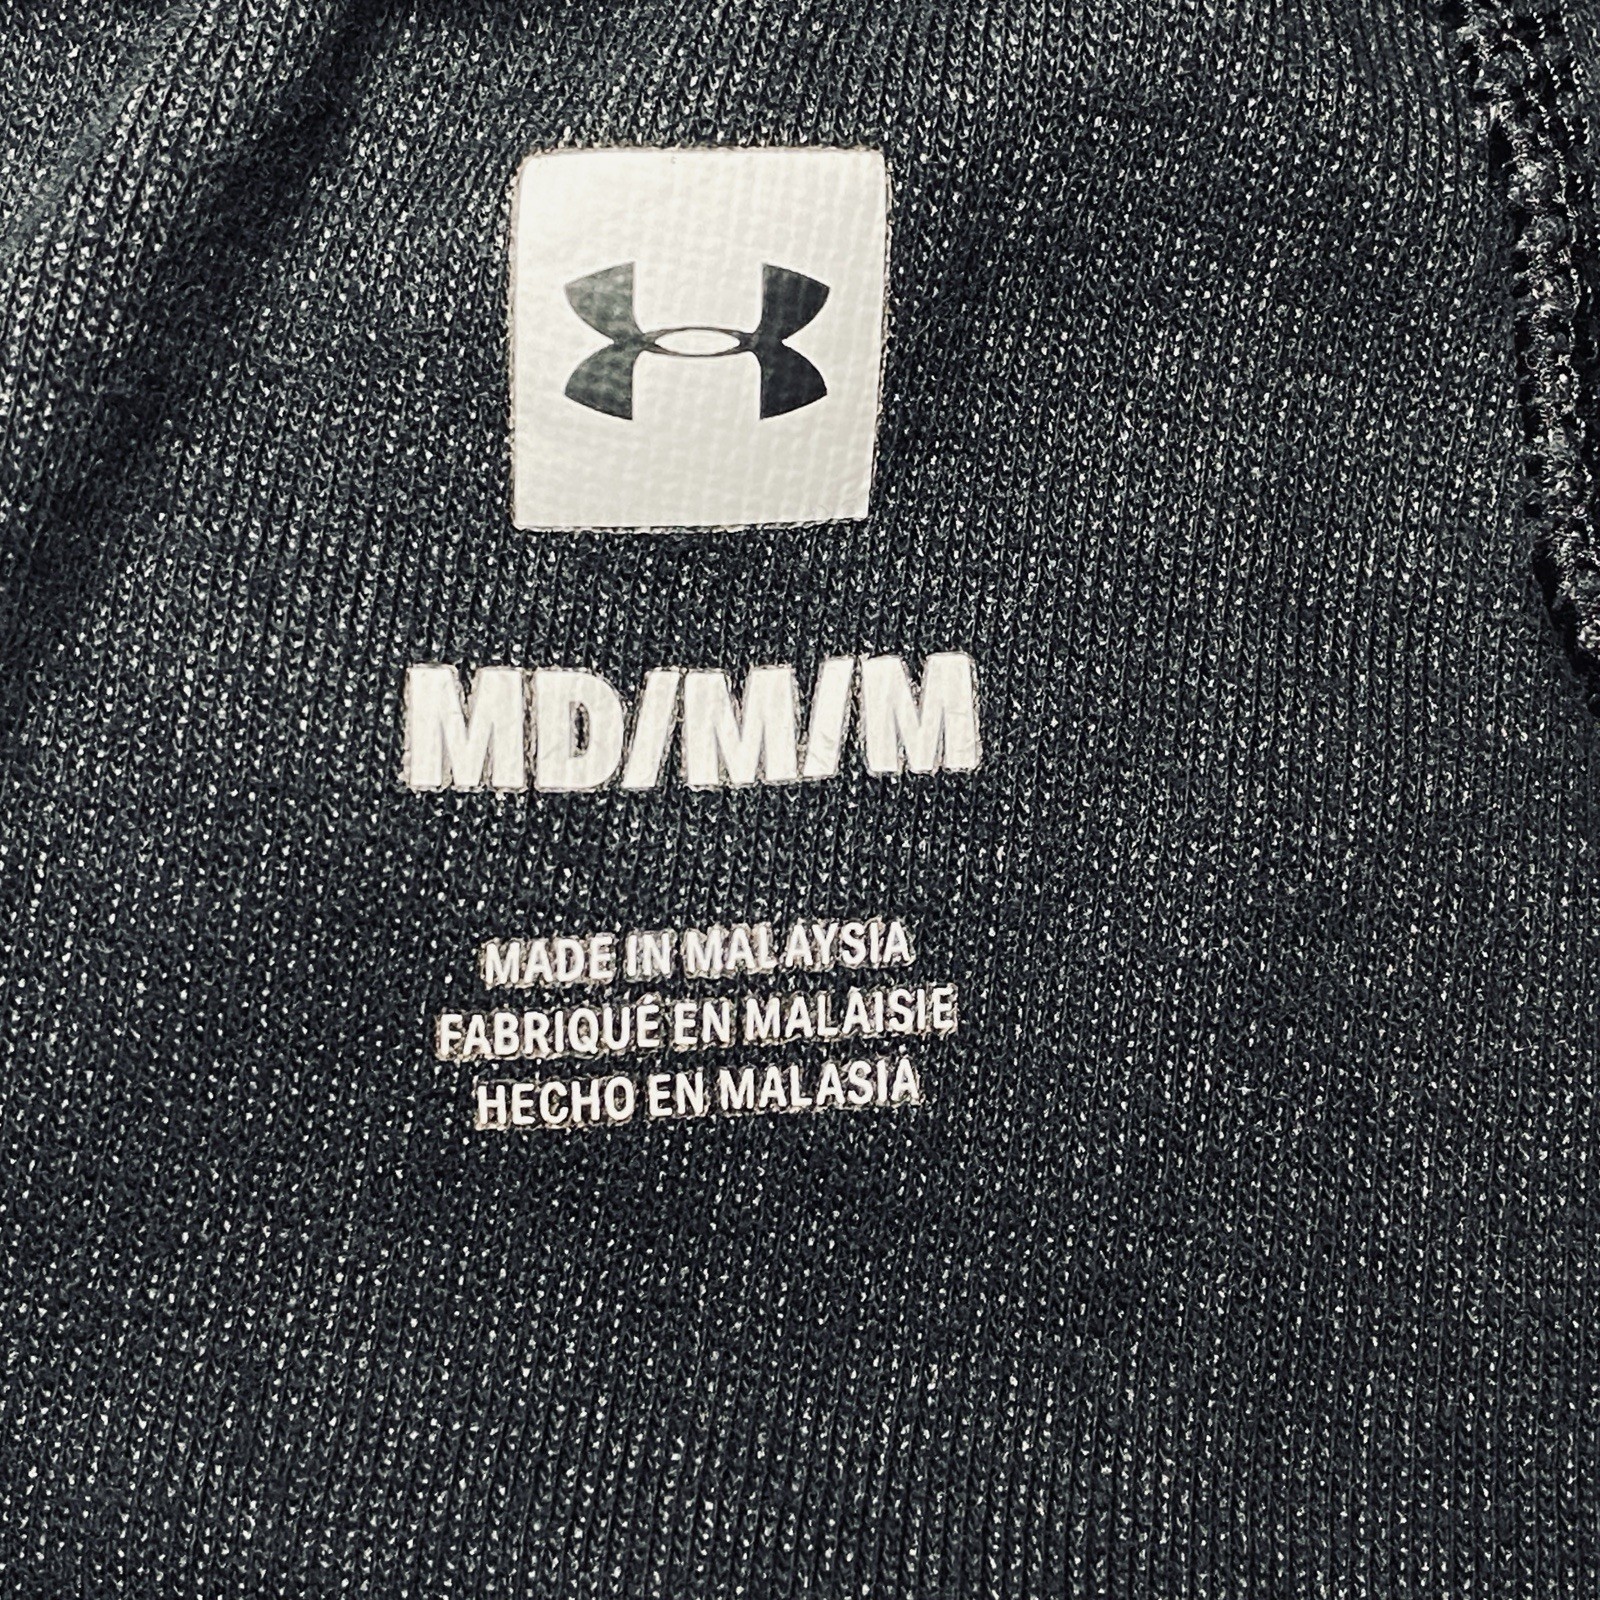 MD/M/M
MADE IN MALAYSIA
FABRIQUÉ EN MALAISIE
HECHO EN MALASIA